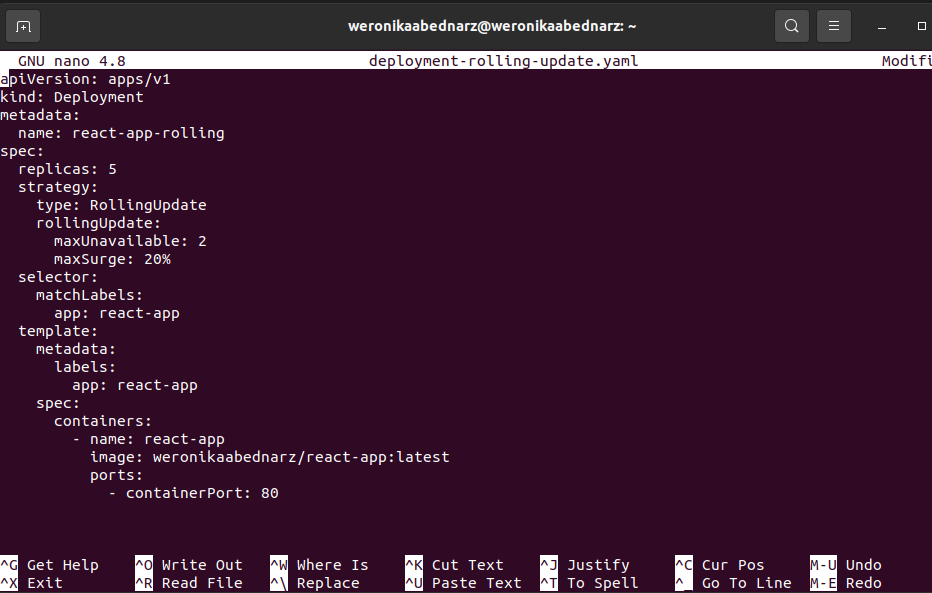 weronikaabednarz@weronikaabednarz: ~
GNU nano 4.8 deployment-rolling-update.yaml Modifi
apiVersion: apps/v1
kind: Deployment
metadata:
  name: react-app-rolling
spec:
  replicas: 5
  strategy:
    type: RollingUpdate
    rollingUpdate:
      maxUnavailable: 2
      maxSurge: 20%
  selector:
    matchLabels:
      app: react-app
  template:
    metadata:
      labels:
        app: react-app
    spec:
      containers:
        - name: react-app
          image: weronikaabednarz/react-app:latest
          ports:
            - containerPort: 80
^G Get Help ^O Write Out ^W Where Is ^K Cut Text ^J Justify ^C Cur Pos M-U Undo
^X Exit ^R Read File ^\ Replace ^U Paste Text ^T To Spell ^_ Go To Line M-E Redo